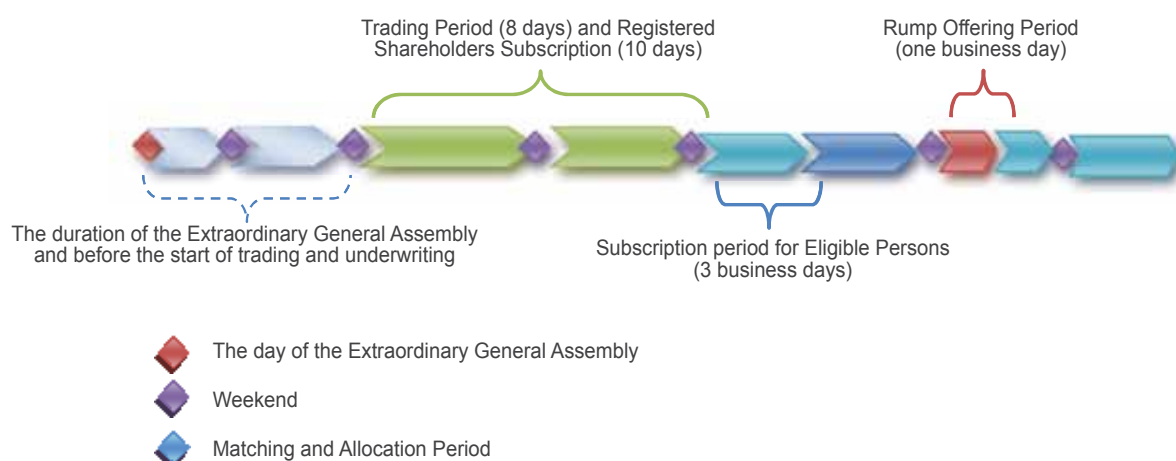 Trading Period (8 days) and Registered
Shareholders Subscription (10 days)
Rump Offering Period
(one business day)
The duration of the Extraordinary General Assembly
and before the start of trading and underwriting
Subscription period for Eligible Persons
(3 business days)
The day of the Extraordinary General Assembly
Weekend
Matching and Allocation Period